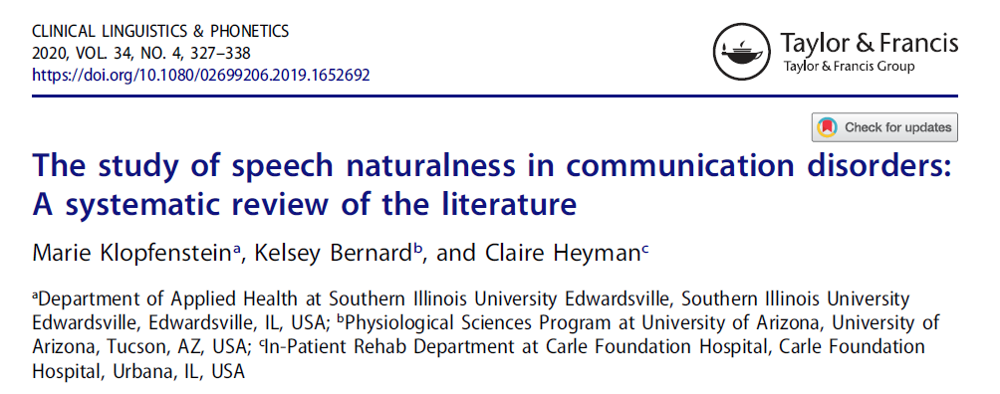 CLINICAL LINGUISTICS & PHONETICS
2020, VOL. 34, NO. 4, 327–338
https://doi.org/10.1080/02699206.2019.1652692
Taylor & Francis
Taylor & Francis Group
Check for updates
The study of speech naturalness in communication disorders:
A systematic review of the literature
Marie Klopfensteinᵃ, Kelsey Bernardᵇ, and Claire Heymanᶜ
ᵃDepartment of Applied Health at Southern Illinois University Edwardsville, Southern Illinois University
Edwardsville, Edwardsville, IL, USA; ᵇPhysiological Sciences Program at University of Arizona, University of
Arizona, Tucson, AZ, USA; ᶜIn-Patient Rehab Department at Carle Foundation Hospital, Carle Foundation
Hospital, Urbana, IL, USA